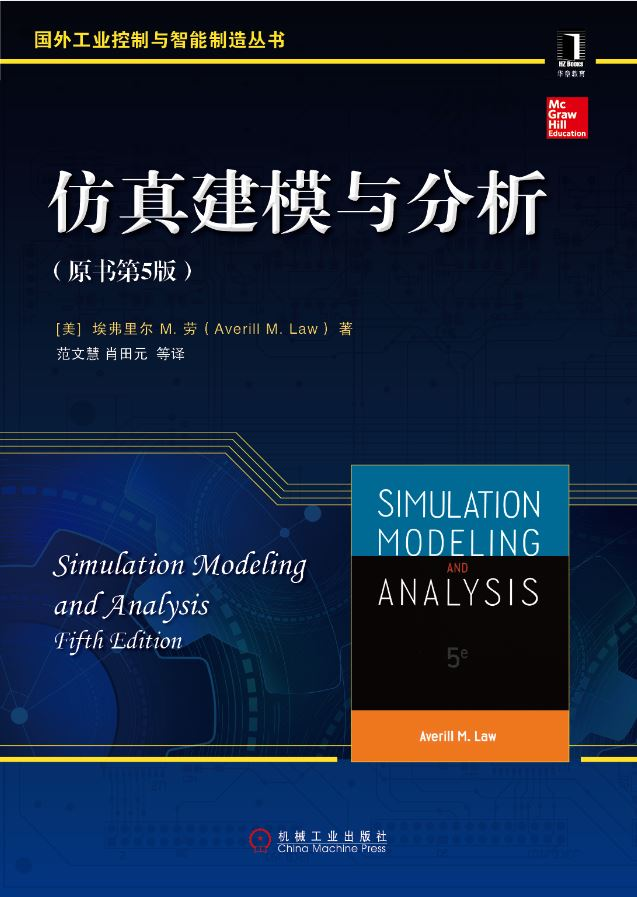 国外工业控制与智能制造丛书
HZ Books
华章教育
Mc
Graw
Hill
Education
仿真建模与分析
(原书第5版)
[美] 埃弗里尔 M. 劳(Averill M. Law) 著
范文慧 肖田元 等译
SIMULATION
MODELING
AND
ANALYSIS
5e
Averill M. Law
Simulation Modeling
and Analysis
Fifth Edition
机械工业出版社
China Machine Press